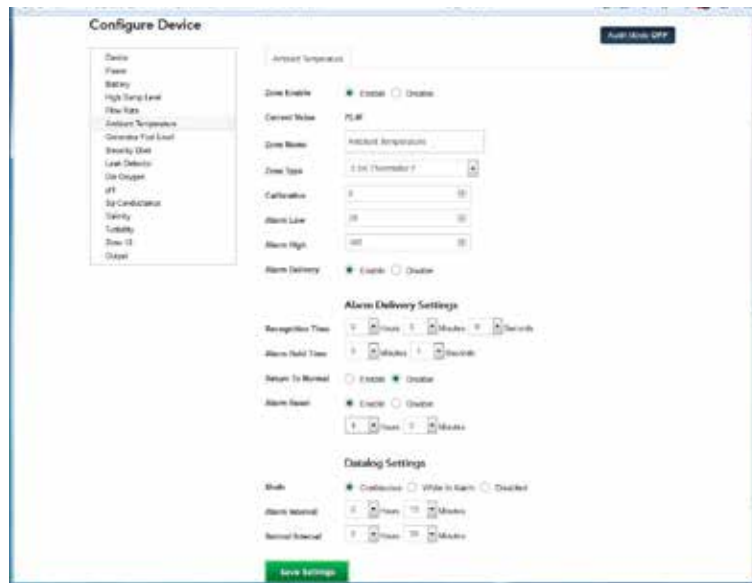 Configure Device
Audit Mode OFF
Device
Power
Battery
High Sump Level
Flow Rate
Ambient Temperature
Generator Fuel Level
Security
Leak Detector
Dis Oxygen
pH
Sp Conductance
Salinity
Turbidity
Output
Ambient Temperature
Zone Enable Enable Disable
Current Value
Zone Name Ambient Temperature
Zone Type Thermistor F
Calibration 0
Alarm Low
Alarm High
Alarm Delivery Enable Disable
Alarm Delivery Settings
Recognition Time Hours Minutes Seconds
Alarm Hold Time Minutes Seconds
Return To Normal Enable Disable
Alarm Reset Enable Disable
Hours Minutes
Datalog Settings
Mode Continuous While In Alarm Disabled
Alarm Interval Hours Minutes
Normal Interval Hours Minutes
Save Settings